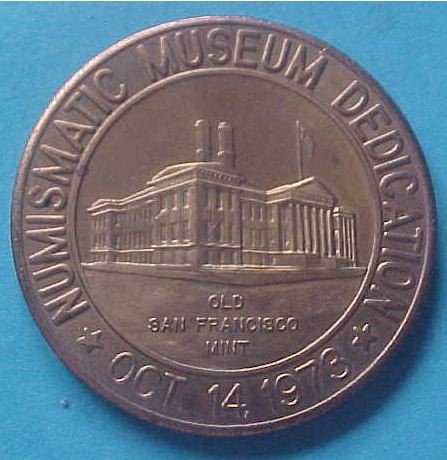 NUMISMATIC MUSEUM DEDICATION
OLD
SAN FRANCISCO
MINT
OCT. 14, 1973